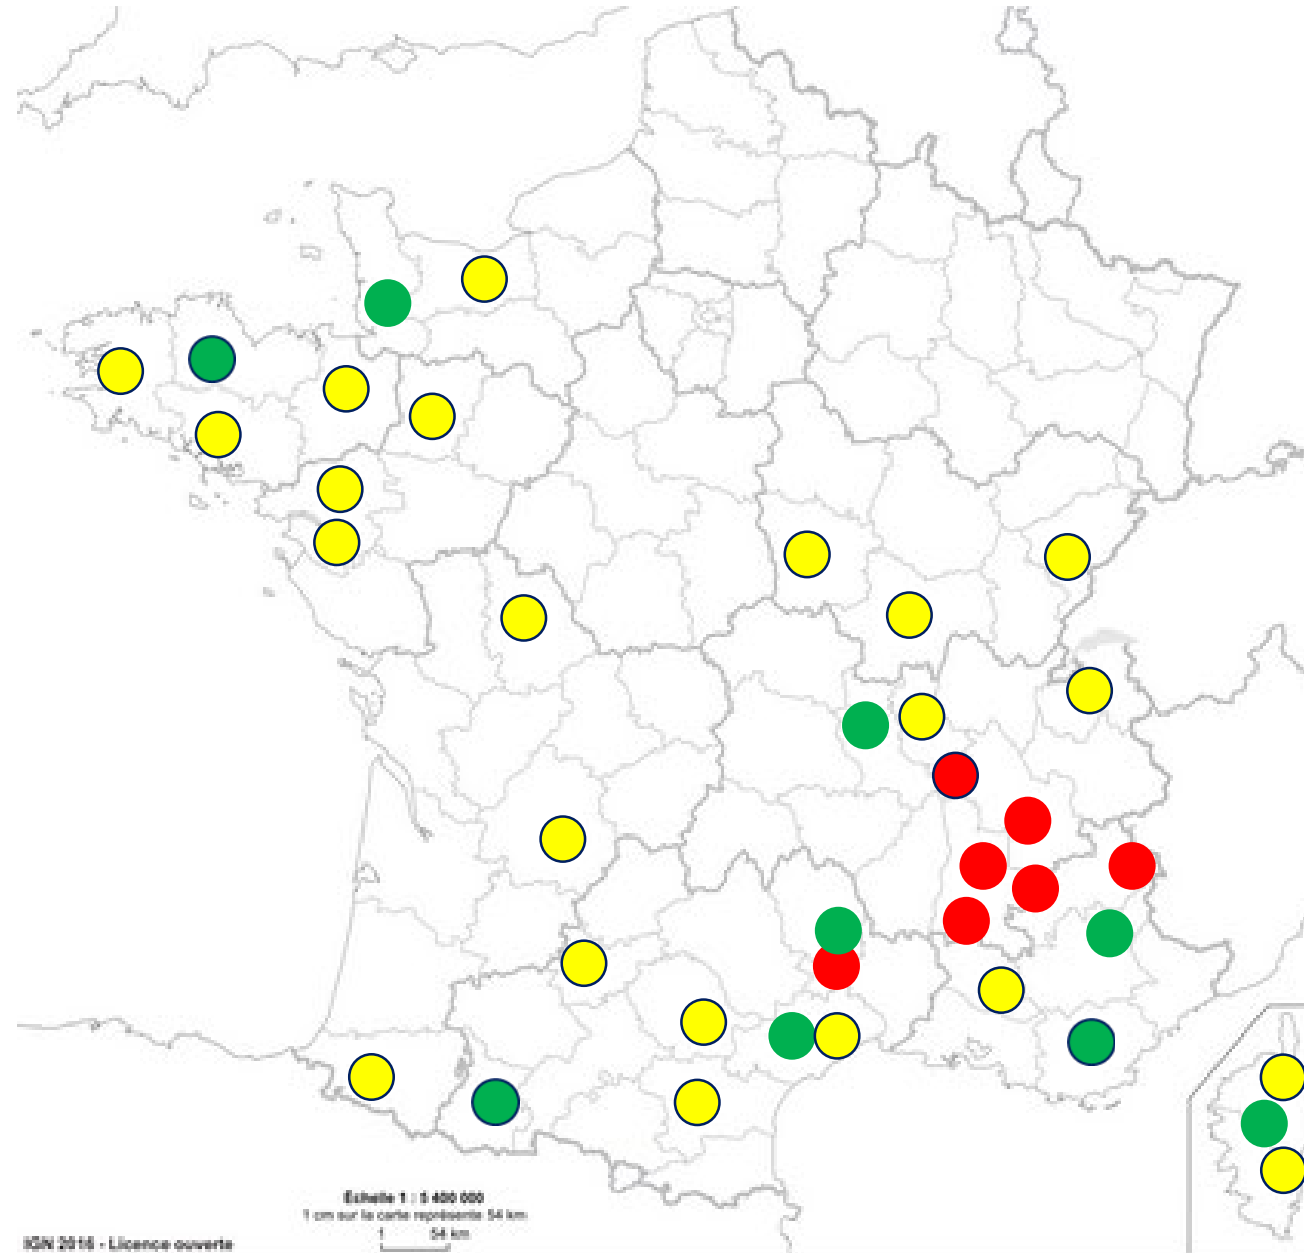 Échelle 1 : 5 400 000
1 cm sur la carte représente 54 km
54 km
IGN 2016 - Licence ouverte